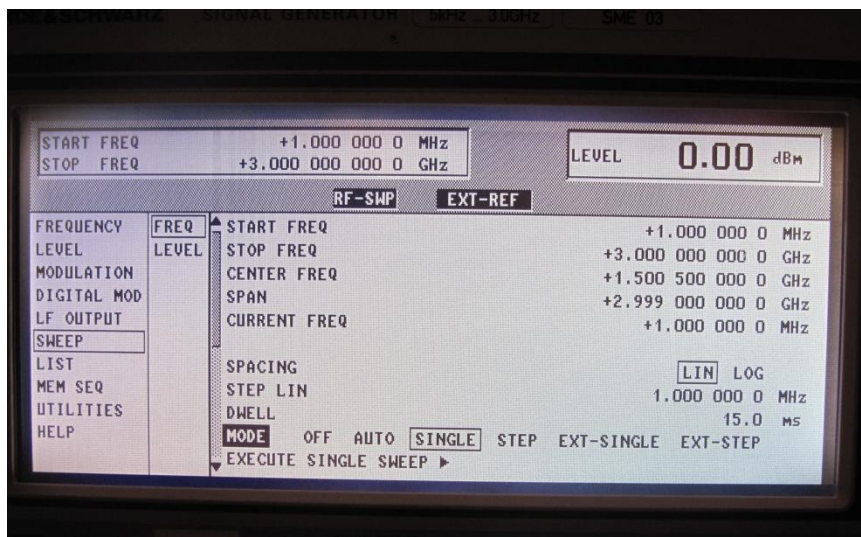 DE&SCHWARZ SIGNAL GENERATOR 5kHz ... 3.0GHz SME 03
START FREQ +1.000 000 0 MHz
STOP FREQ +3.000 000 000 0 GHz
LEVEL 0.00 dBm
RF-SWP EXT-REF
FREQUENCY FREQ START FREQ +1.000 000 0 MHz
LEVEL LEVEL STOP FREQ +3.000 000 000 0 GHz
MODULATION CENTER FREQ +1.500 500 000 0 GHz
DIGITAL MOD SPAN +2.999 000 000 0 GHz
LF OUTPUT CURRENT FREQ +1.000 000 0 MHz
SWEEP
LIST SPACING LIN LOG
MEM SEQ STEP LIN 1.000 000 0 MHz
UTILITIES DWELL 15.0 ms
HELP MODE OFF AUTO SINGLE STEP EXT-SINGLE EXT-STEP
EXECUTE SINGLE SWEEP ▶